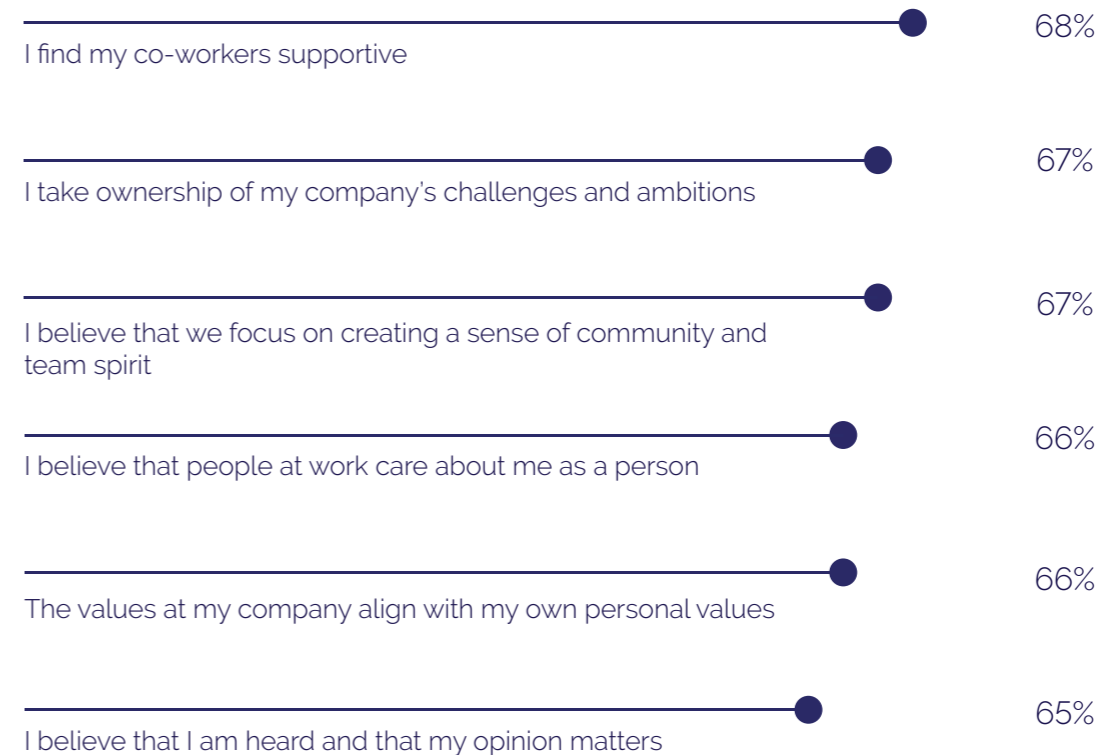 68%
I find my co-workers supportive
67%
I take ownership of my company's challenges and ambitions
67%
I believe that we focus on creating a sense of community and
team spirit
66%
I believe that people at work care about me as a person
66%
The values at my company align with my own personal values
65%
I believe that I am heard and that my opinion matters